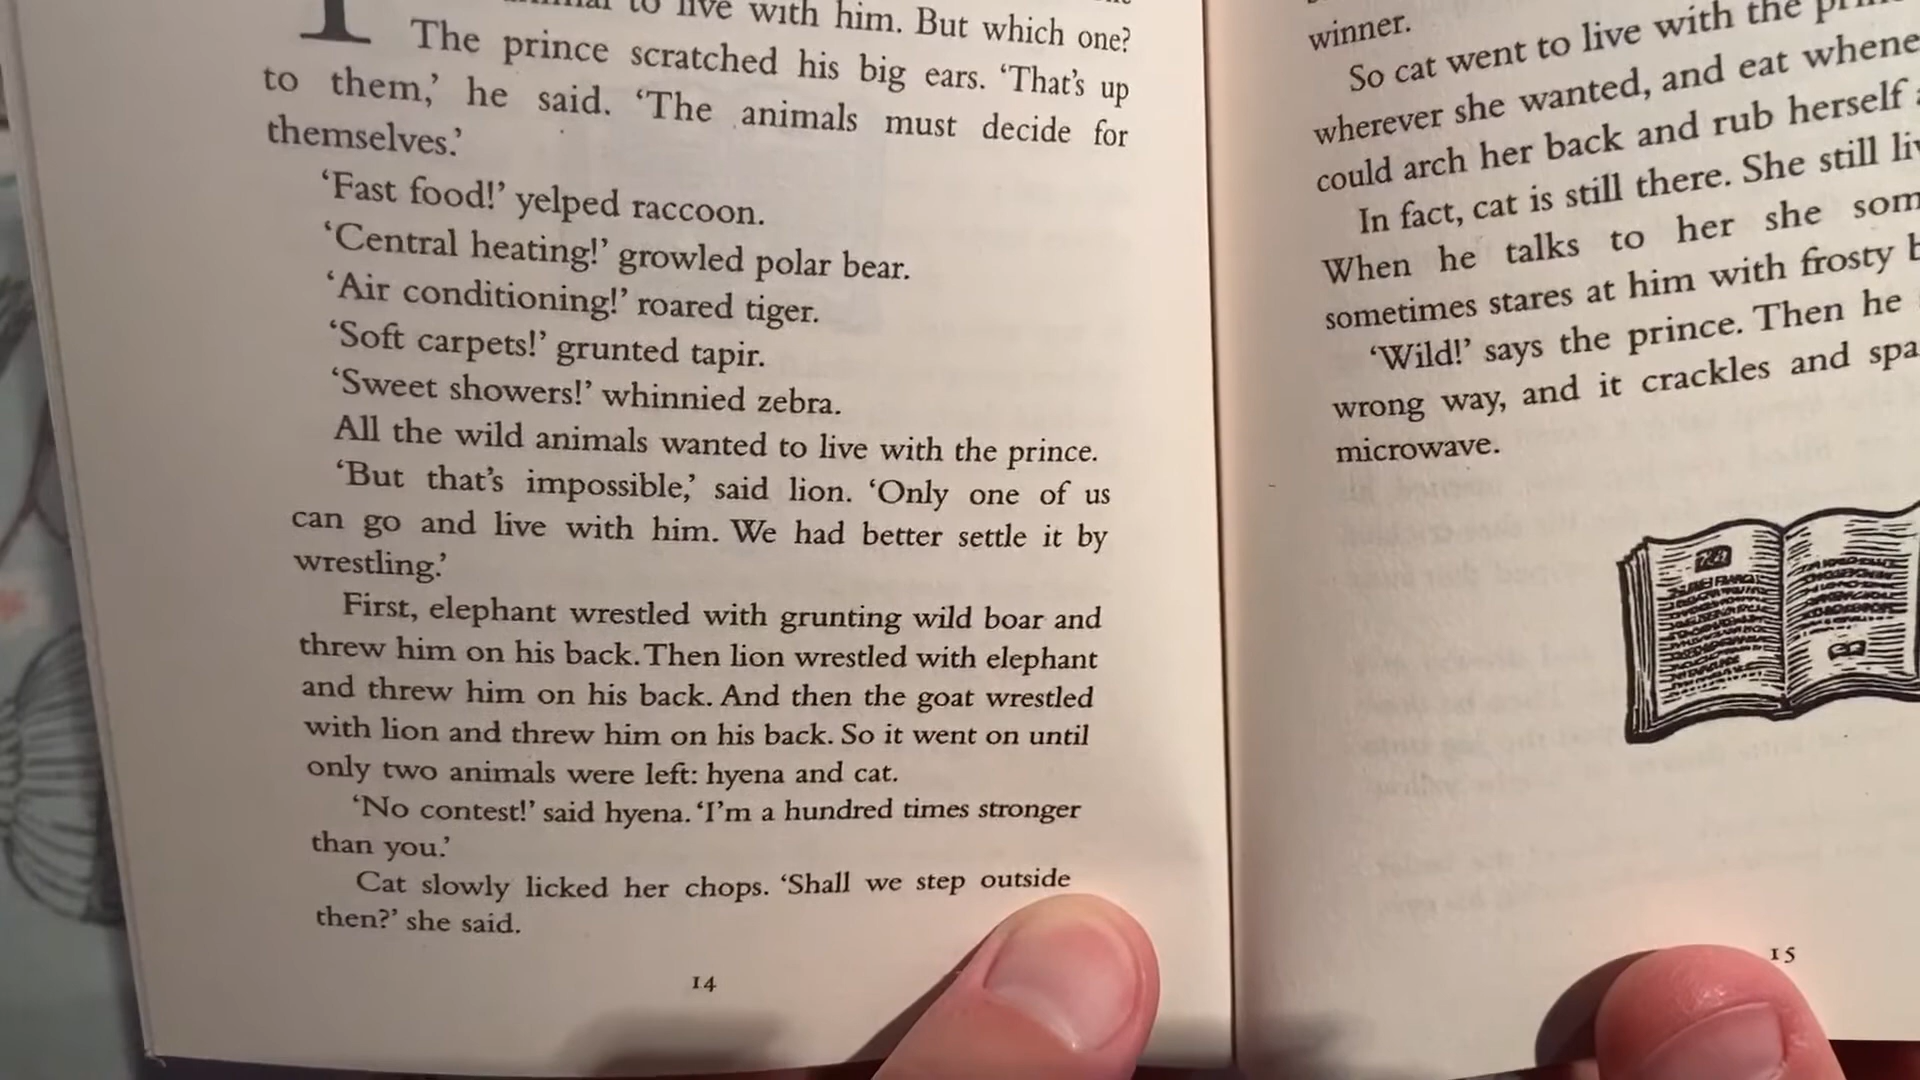 to live with him. But which one?
The prince scratched his big ears. ‘That’s up
to them,’ he said. ‘The animals must decide for
themselves.’
‘Fast food!’ yelped raccoon.
‘Central heating!’ growled polar bear.
‘Air conditioning!’ roared tiger.
‘Soft carpets!’ grunted tapir.
‘Sweet showers!’ whinnied zebra.
All the wild animals wanted to live with the prince.
‘But that’s impossible,’ said lion. ‘Only one of us
can go and live with him. We had better settle it by
wrestling.’
First, elephant wrestled with grunting wild boar and
threw him on his back. Then lion wrestled with elephant
and threw him on his back. And then the goat wrestled
with lion and threw him on his back. So it went on until
only two animals were left: hyena and cat.
‘No contest!’ said hyena. ‘I’m a hundred times stronger
than you.’
Cat slowly licked her chops. ‘Shall we step outside
then?’ she said.
14
winner.
So cat went to live with the
wherever she wanted, and eat
could arch her back and rub herself
In fact, cat is still there. She still
When he talks to her she
sometimes stares at him with frosty
‘Wild!’ says the prince. Then he
wrong way, and it crackles and
microwave.
15